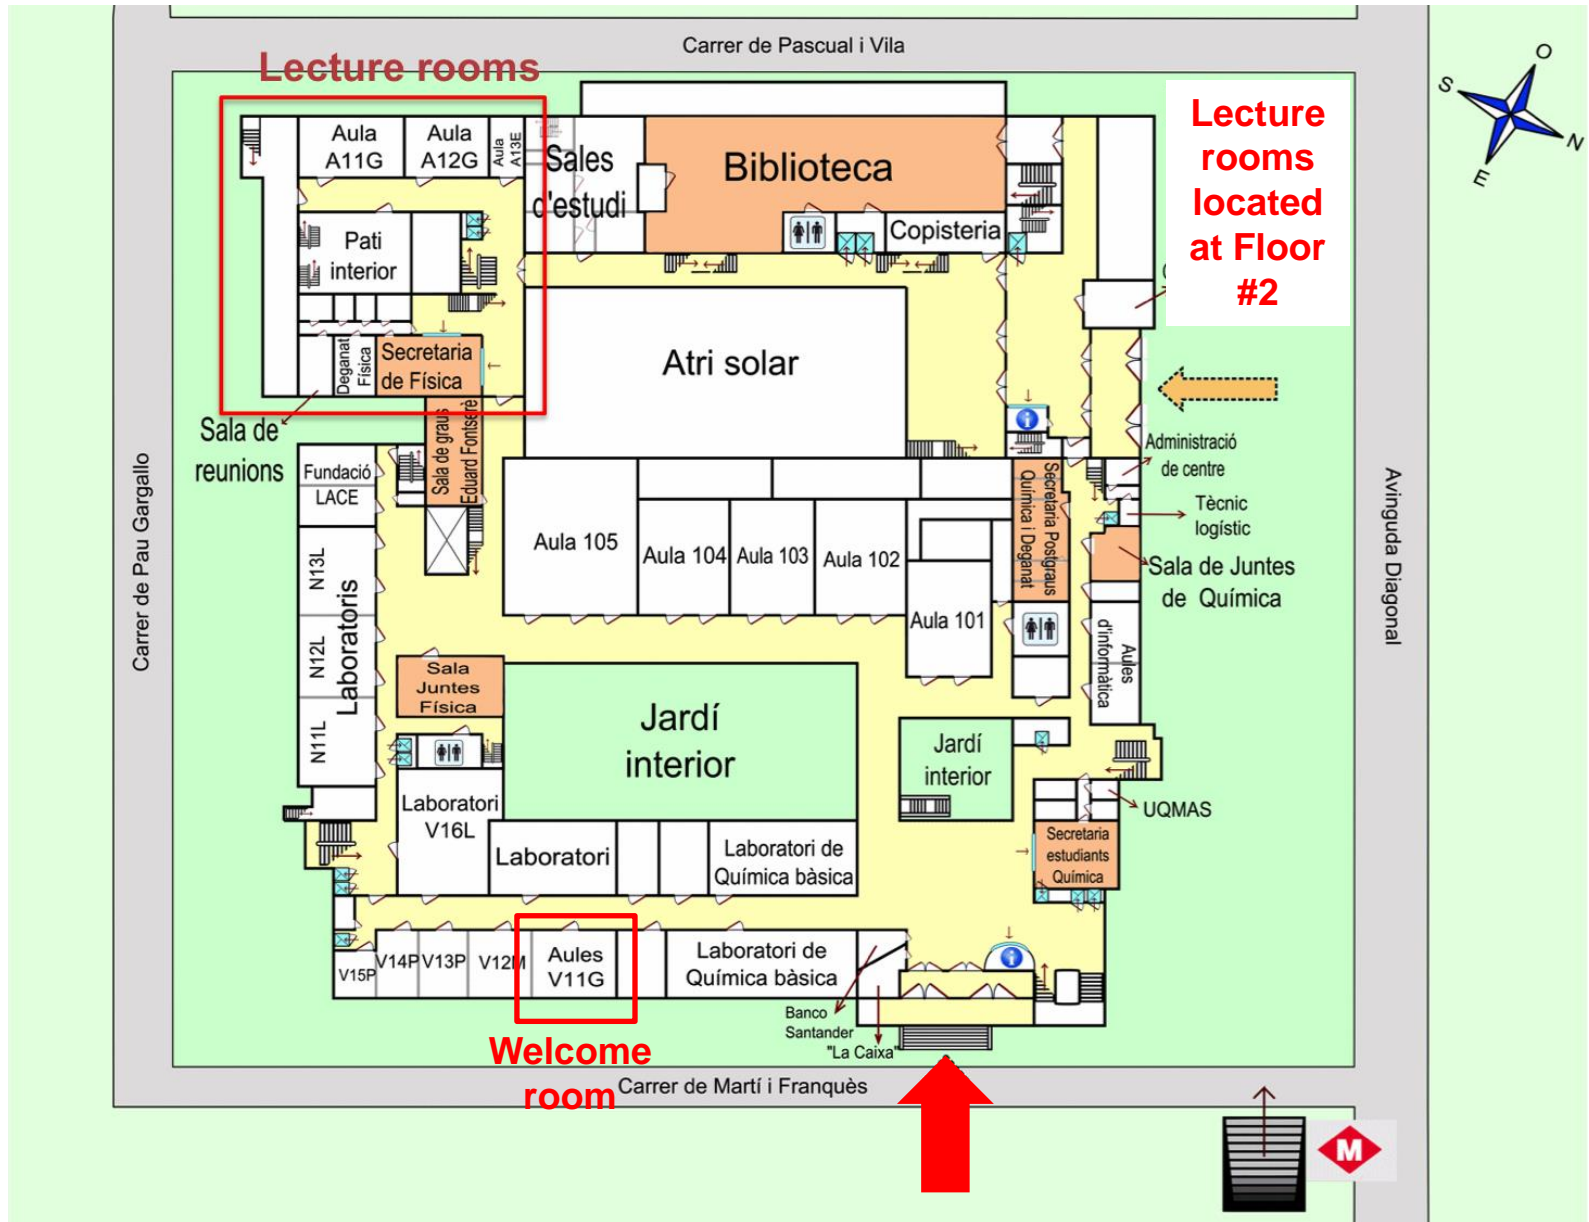 Carrer de Pascual i Vila
Lecture rooms
O
S
N
E
Lecture
rooms
located
at Floor
#2
Aula
A11G
Aula
A12G
Aula
A13E
Sales
d'estudi
Biblioteca
Copisteria
Pati
interior
Deganat
Física
Secretaria
de Física
Atri solar
Sala de
reunions
Sala de graus
Eduard Fontserè
Administració
de centre
Tècnic
logístic
Sala de Juntes
de Química
Fundació
LACE
Carrer de Pau Gargallo
Avinguda Diagonal
Secretaria Postgraus
Química i Deganat
Aula 105
Aula 104
Aula 103
Aula 102
Aula 101
N13L
N12L
N11L
Laboratoris
Aules
d'informàtica
Sala
Juntes
Física
Jardí
interior
Jardí
interior
UQMAS
Laboratori
V16L
Laboratori
Laboratori de
Química bàsica
Secretaria
estudiants
Química
V15P
V14P
V13P
V12M
Aules
V11G
Laboratori de
Química bàsica
i
i
Banco
Santander
"La Caixa"
Welcome
room
Carrer de Martí i Franquès
M